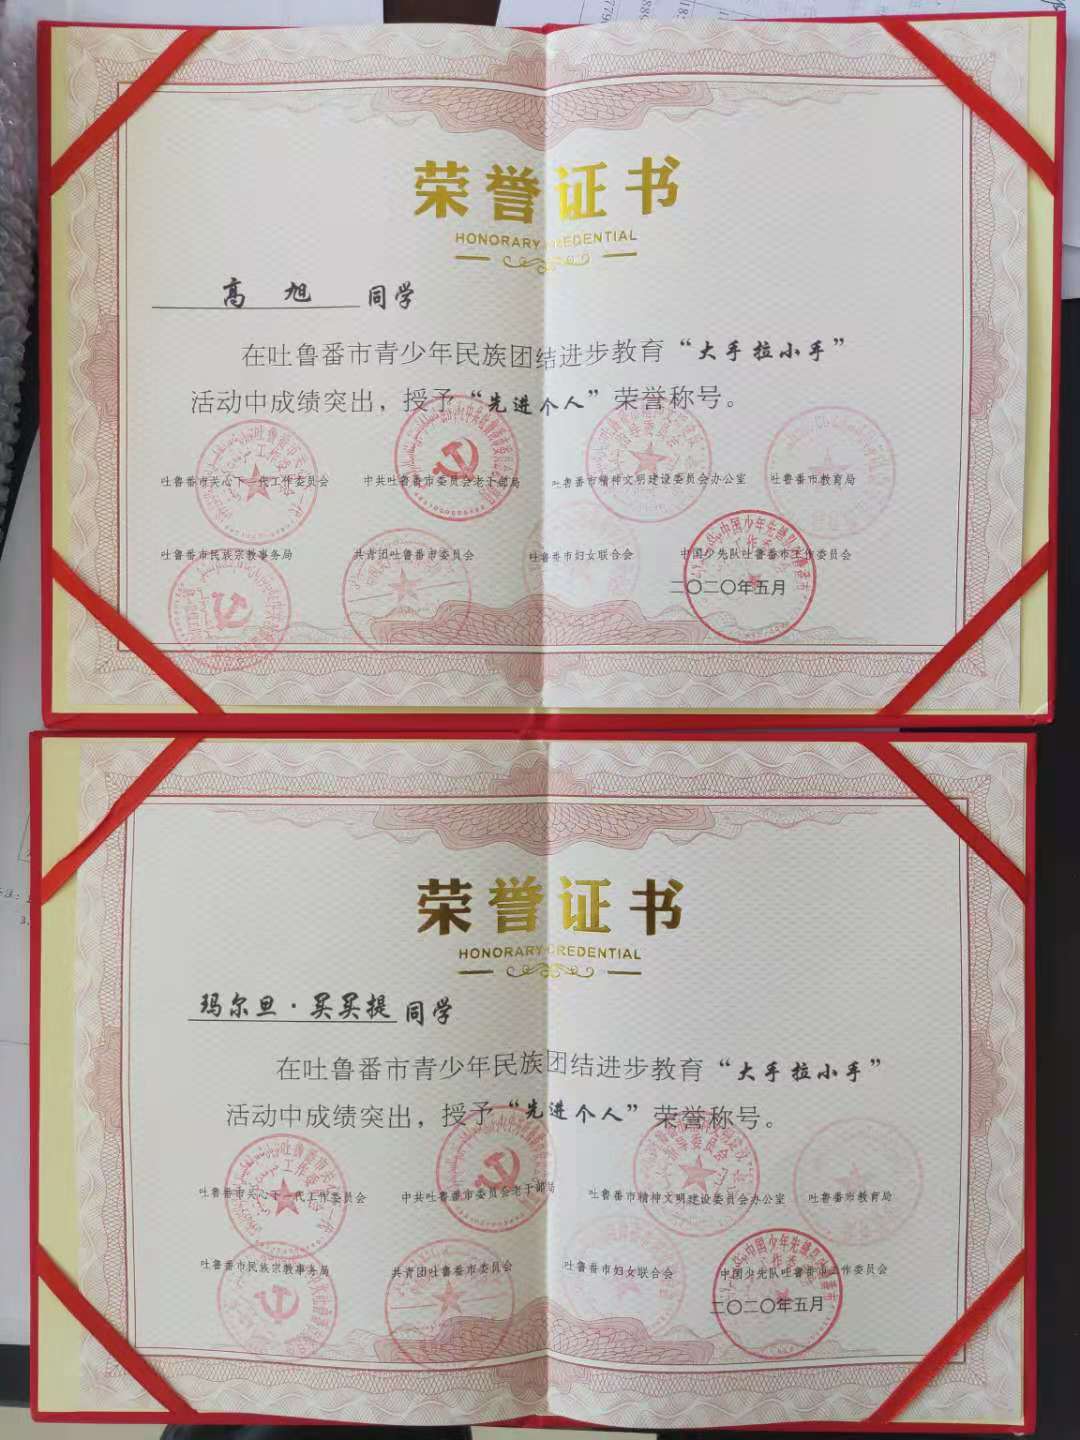 荣誉证书
HONORARY CREDENTIAL
高旭 同学
在吐鲁番市青少年民族团结进步教育“大手拉小手”
活动中成绩突出，授予“先进个人”荣誉称号。
吐鲁番市关心下一代工作委员会 中共吐鲁番市委员会老干部局 吐鲁番市精神文明建设委员会办公室 吐鲁番市教育局
吐鲁番市民族宗教事务局 共青团吐鲁番市委员会 吐鲁番市妇女联合会 中国少先队吐鲁番市工作委员会
二〇二〇年五月
荣誉证书
HONORARY CREDENTIAL
玛尔旦·买买提 同学
在吐鲁番市青少年民族团结进步教育“大手拉小手”
活动中成绩突出，授予“先进个人”荣誉称号。
吐鲁番市关心下一代工作委员会 中共吐鲁番市委员会老干部局 吐鲁番市精神文明建设委员会办公室 吐鲁番市教育局
吐鲁番市民族宗教事务局 共青团吐鲁番市委员会 吐鲁番市妇女联合会 中国少先队吐鲁番市工作委员会
二〇二〇年五月